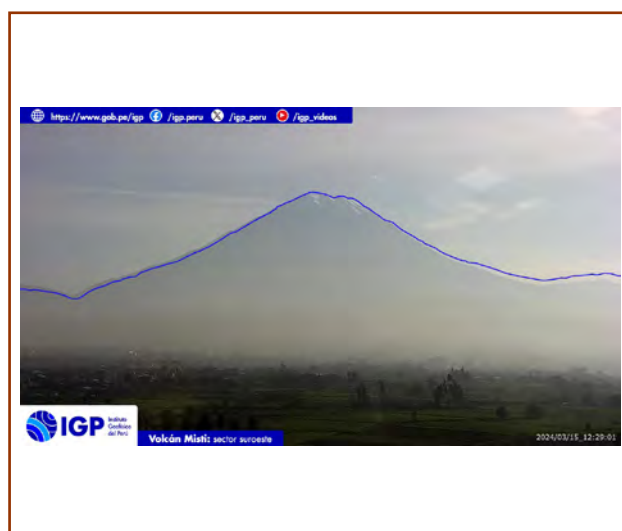 https://www.gob.pe/igp /igp.peru /igp_peru /igp_videos
IGP
Instituto
Geofísico
del Perú
Volcán Misti: sector suroeste
2024/03/15_12:29:01